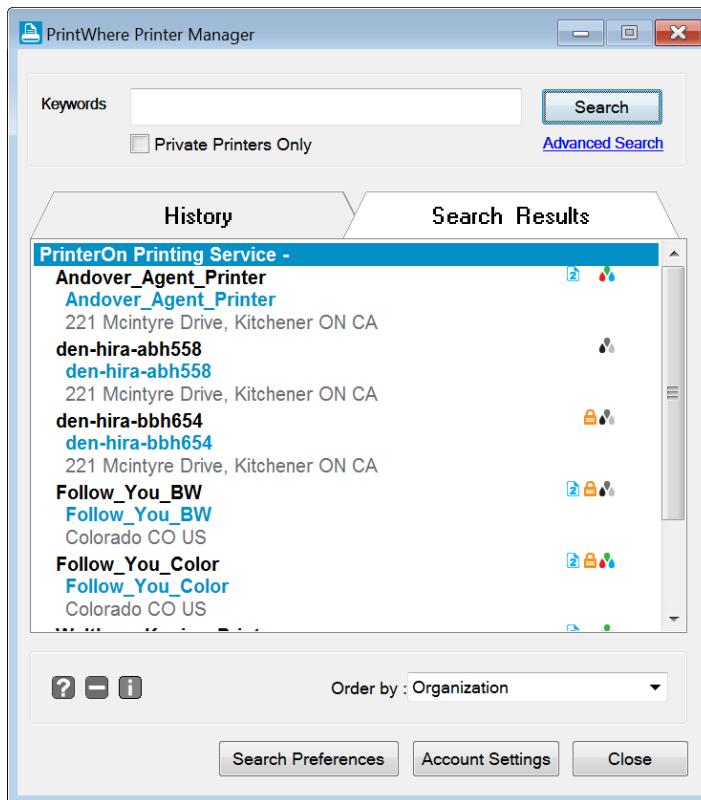 PrintWhere Printer Manager
Keywords
Search
Private Printers Only
Advanced Search
History
Search Results
PrinterOn Printing Service -
Andover_Agent_Printer
2
Andover_Agent_Printer
221 Mcintyre Drive, Kitchener ON CA
den-hira-abh558
den-hira-abh558
221 Mcintyre Drive, Kitchener ON CA
den-hira-bbh654
den-hira-bbh654
221 Mcintyre Drive, Kitchener ON CA
Follow_You_BW
2
Follow_You_BW
Colorado CO US
Follow_You_Color
2
Follow_You_Color
Colorado CO US
? i
Order by : Organization
Search Preferences
Account Settings
Close